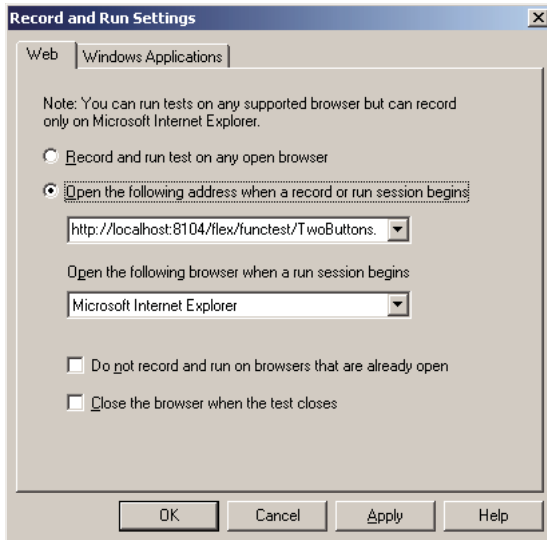 Record and Run Settings
Web
Windows Applications
Note: You can run tests on any supported browser but can record
only on Microsoft Internet Explorer.
Record and run test on any open browser
Open the following address when a record or run session begins
http://localhost:8104/flex/functest/TwoButtons.
Open the following browser when a run session begins
Microsoft Internet Explorer
Do not record and run on browsers that are already open
Close the browser when the test closes
OK Cancel Apply Help